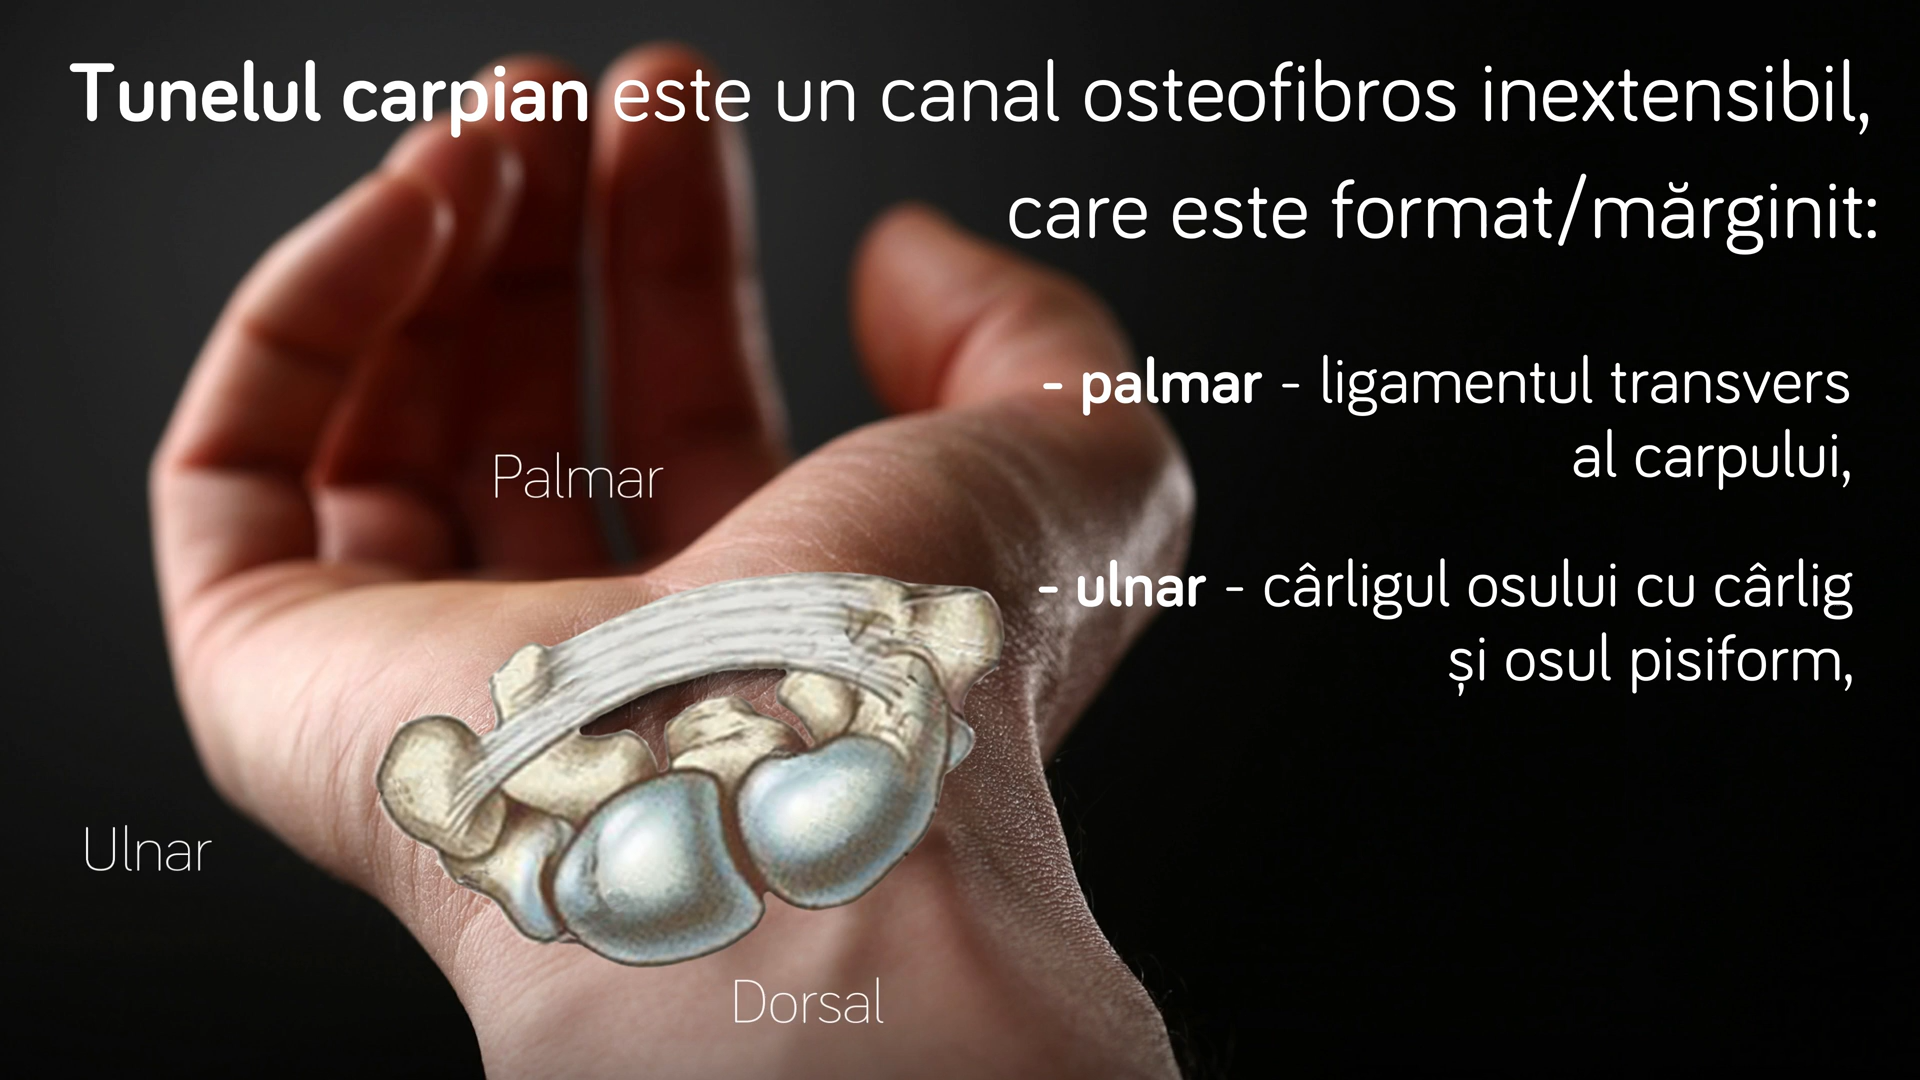 Tunelul carpian este un canal osteofibros inextensibil,
care este format/mărginit:
- palmar - ligamentul transvers
al carpului,
Palmar
- ulnar - cârligul osului cu cârlig
și osul pisiform,
Ulnar
Dorsal